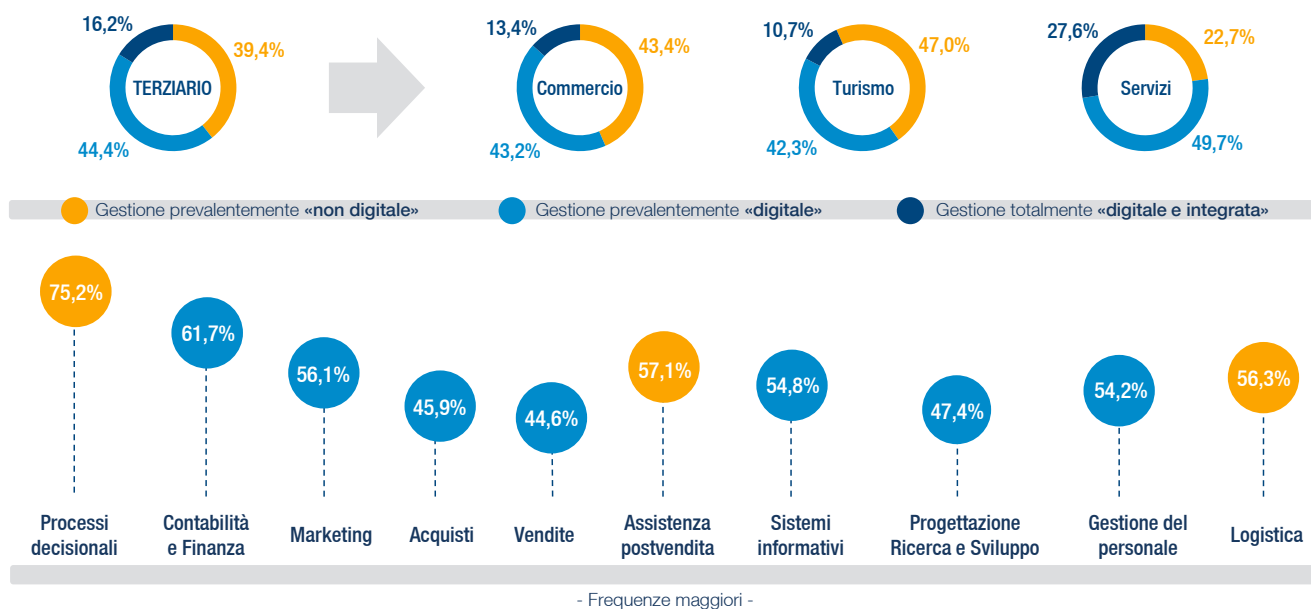 16,2%
39,4%
TERZIARIO
44,4%
13,4%
43,4%
Commercio
43,2%
10,7%
47,0%
Turismo
42,3%
27,6%
22,7%
Servizi
49,7%
Gestione prevalentemente «non digitale»
Gestione prevalentemente «digitale»
Gestione totalmente «digitale e integrata»
75,2%
61,7%
56,1%
45,9%
44,6%
57,1%
54,8%
47,4%
54,2%
56,3%
Processi
decisionali
Contabilità
e Finanza
Marketing
Acquisti
Vendite
Assistenza
postvendita
Sistemi
informativi
Progettazione
Ricerca e Sviluppo
Gestione del
personale
Logistica
- Frequenze maggiori -